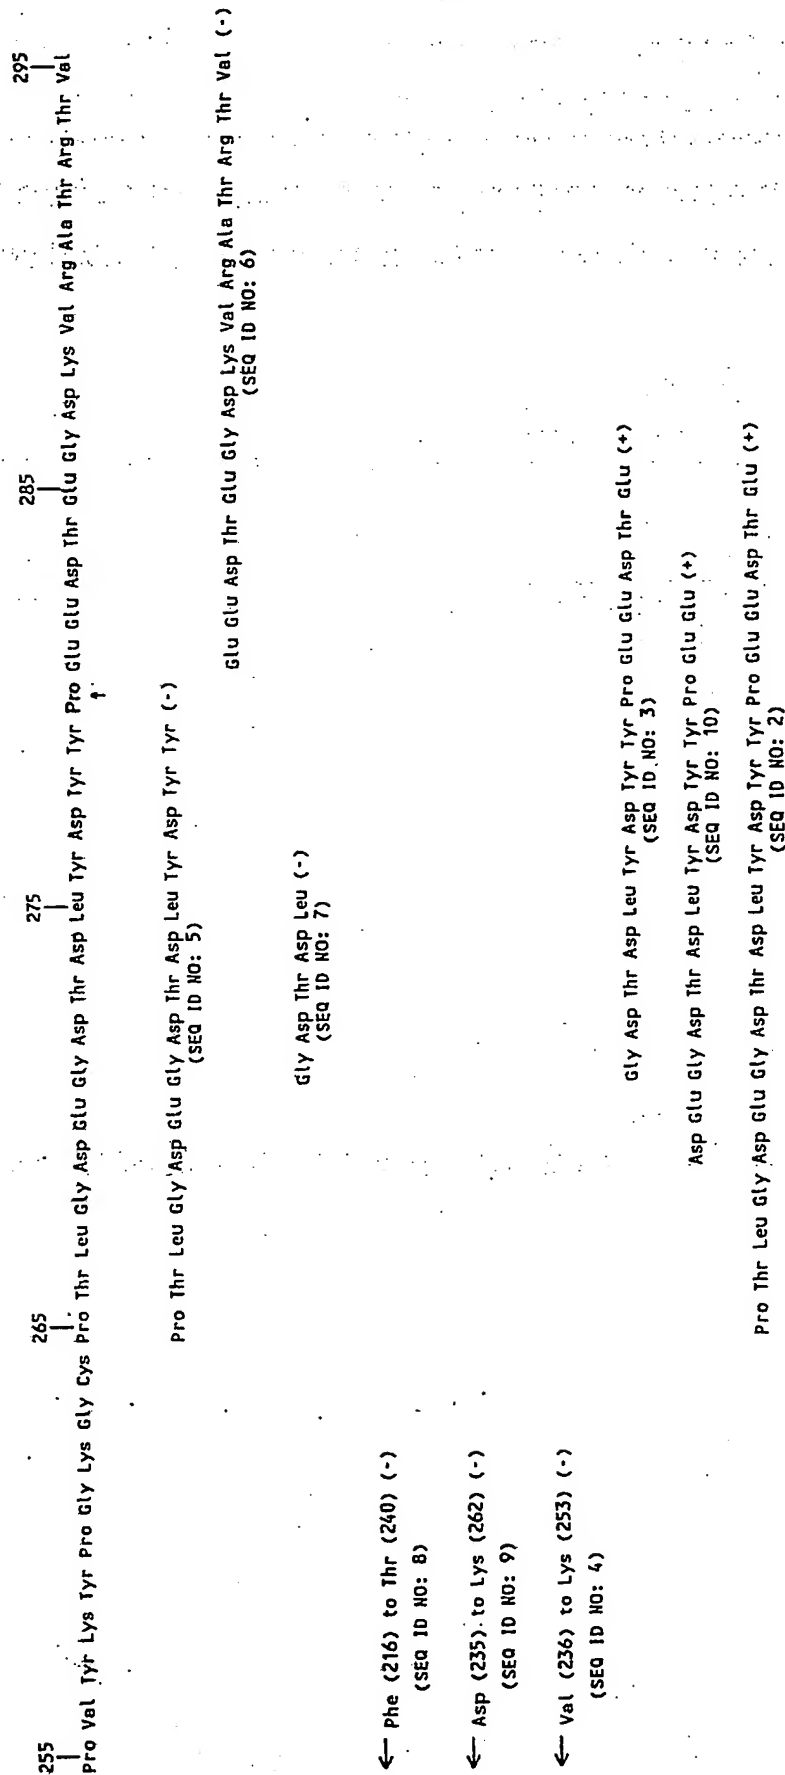 255 265 275 285 295
Pro Val Tyr Lys Tyr Pro Gly Lys Gly Cys Pro Thr Leu Gly Asp Glu Gly Asp Thr Asp Leu Tyr Asp Tyr Tyr Pro Glu Glu Asp Thr Glu Gly Asp Lys Val Arg Ala Thr Arg Thr Val
↑
Pro Thr Leu Gly Asp Glu Gly Asp Thr Asp Leu Tyr Asp Tyr Tyr (-)
(SEQ ID NO: 5)
Glu Glu Asp Thr Glu Gly Asp Lys Val Arg Ala Thr Arg Thr Val (-)
(SEQ ID NO: 6)
Gly Asp Thr Asp Leu (-)
(SEQ ID NO: 7)
← Phe (216) to Thr (240) (-)
(SEQ ID NO: 8)
← Asp (235) to Lys (262) (-)
(SEQ ID NO: 9)
← Val (236) to Lys (253) (-)
(SEQ ID NO: 4)
Gly Asp Thr Asp Leu Tyr Asp Tyr Tyr Pro Glu Glu Asp Thr Glu (+)
(SEQ ID NO: 3)
Asp Glu Gly Asp Thr Asp Leu Tyr Asp Tyr Tyr Pro Glu Glu (+)
(SEQ ID NO: 10)
Pro Thr Leu Gly Asp Glu Gly Asp Thr Asp Leu Tyr Asp Tyr Tyr Pro Glu Glu Asp Thr Glu (+)
(SEQ ID NO: 2)